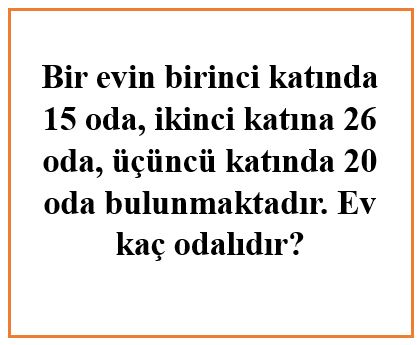 Bir evin birinci katında
15 oda, ikinci katına 26
oda, üçüncü katında 20
oda bulunmaktadır. Ev
kaç odalıdır?